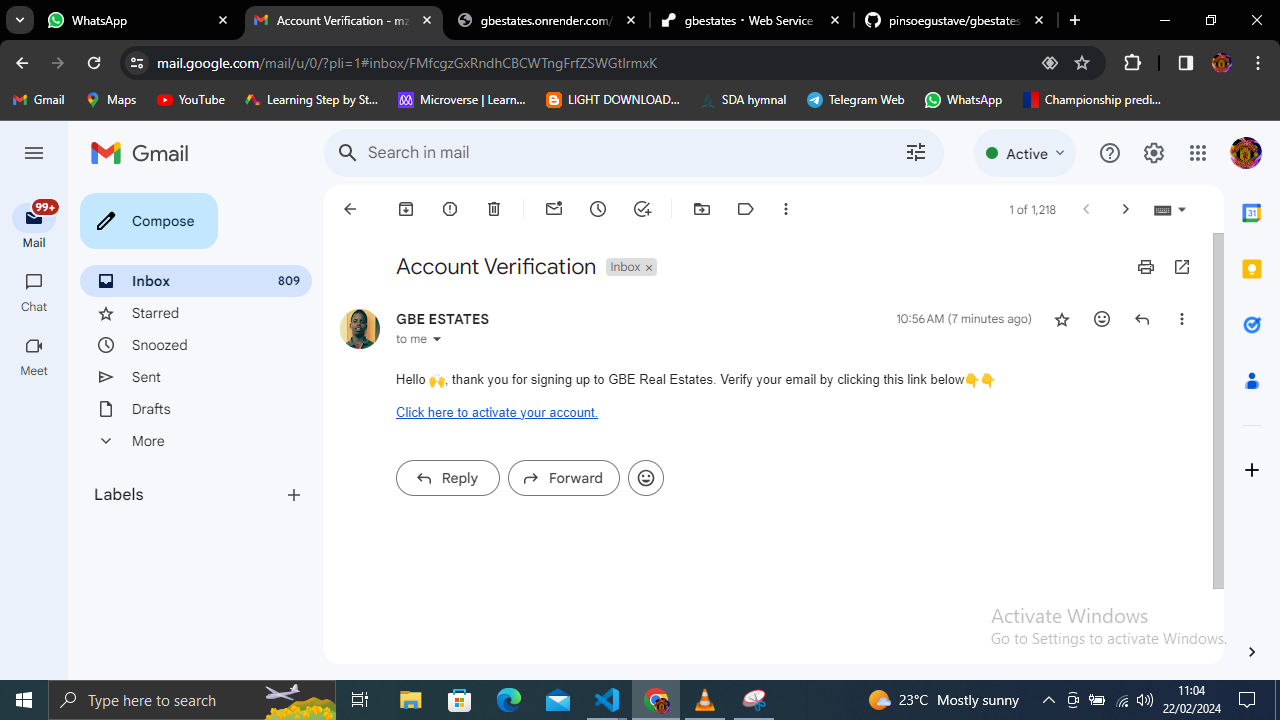 WhatsApp
Account Verification - mz
gbestates.onrender.com/
gbestates · Web Service
pinsoegustave/gbestates
mail.google.com/mail/u/0/?pli=1#inbox/FMfcgzGxRndhCBCWTngFrfZSWGtlrmxK
Gmail
Maps
YouTube
Learning Step by St...
Microverse | Learn...
LIGHT DOWNLOAD...
SDA hymnal
Telegram Web
WhatsApp
Championship predi...
Gmail
Search in mail
Active
99+
Mail
Chat
Meet
Compose
Inbox 809
Starred
Snoozed
Sent
Drafts
More
Labels
1 of 1,218
Account Verification Inbox x
GBE ESTATES
10:56 AM (7 minutes ago)
to me
Hello 🙌, thank you for signing up to GBE Real Estates. Verify your email by clicking this link below👇👇
Click here to activate your account.
Reply
Forward
31
Activate Windows
Go to Settings to activate Windows.
Type here to search
23°C Mostly sunny
11:04
22/02/2024